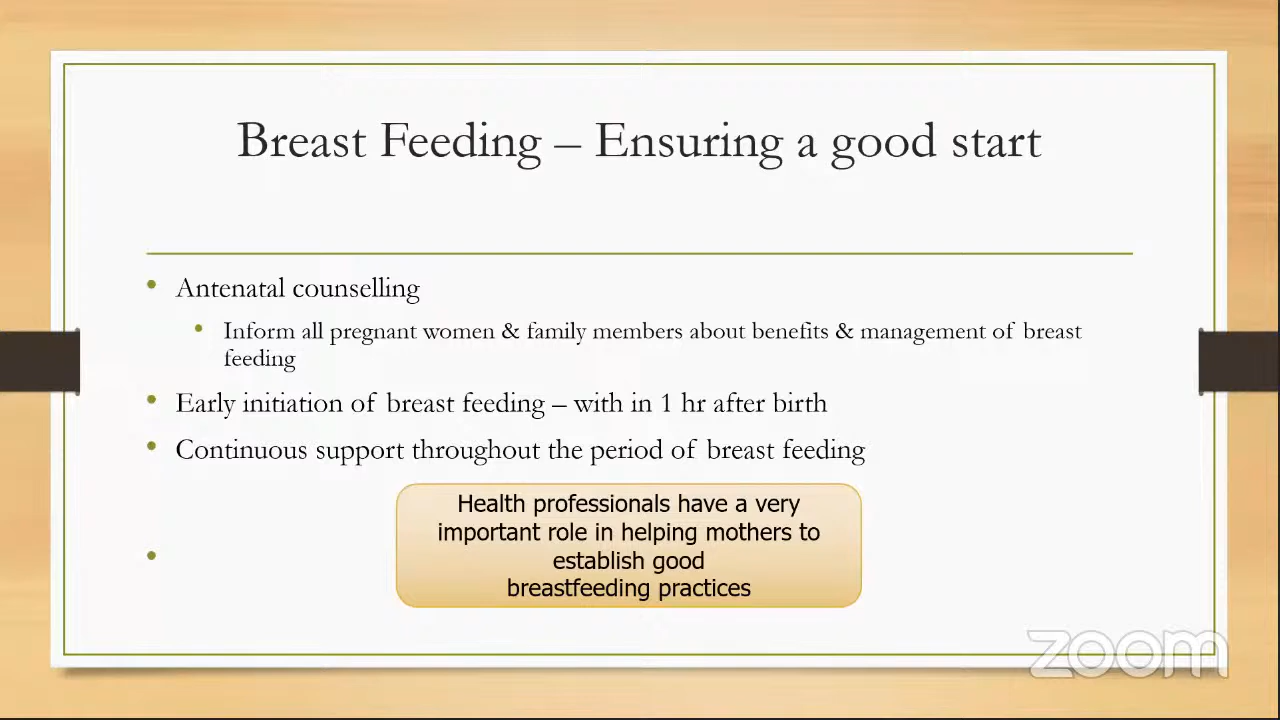 Breast Feeding – Ensuring a good start
• Antenatal counselling
• Inform all pregnant women & family members about benefits & management of breast
feeding
• Early initiation of breast feeding – with in 1 hr after birth
• Continuous support throughout the period of breast feeding
Health professionals have a very
important role in helping mothers to
establish good
breastfeeding practices
•
zoom